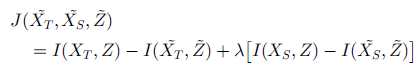 J(X̃_T, X̃_S, Z̃)
= I(X_T, Z) − I(X̃_T, Z̃) + λ[I(X_S, Z) − I(X̃_S, Z̃)]